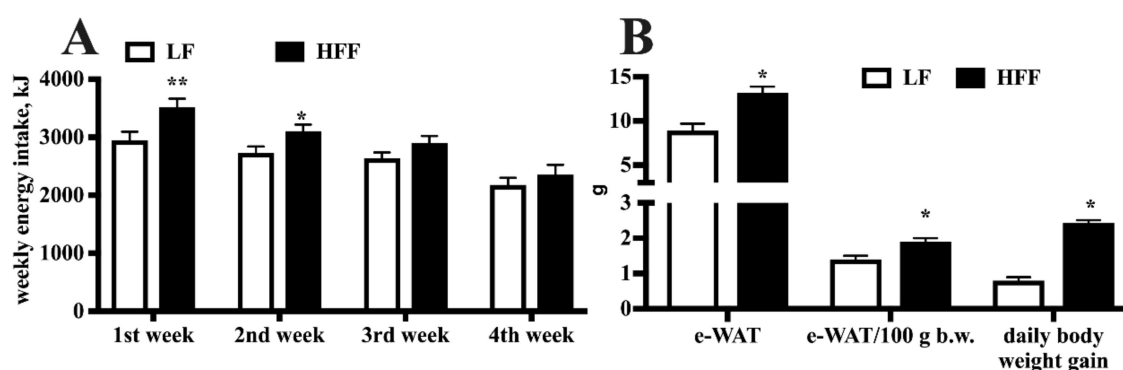 A
LF
HFF
weekly energy intake, kJ
4000
3000
2000
1000
0
**
*
1st week
2nd week
3rd week
4th week
B
LF
HFF
g
15
10
5
3
2
1
0
*
*
*
e-WAT
e-WAT/100 g b.w.
daily body
weight gain